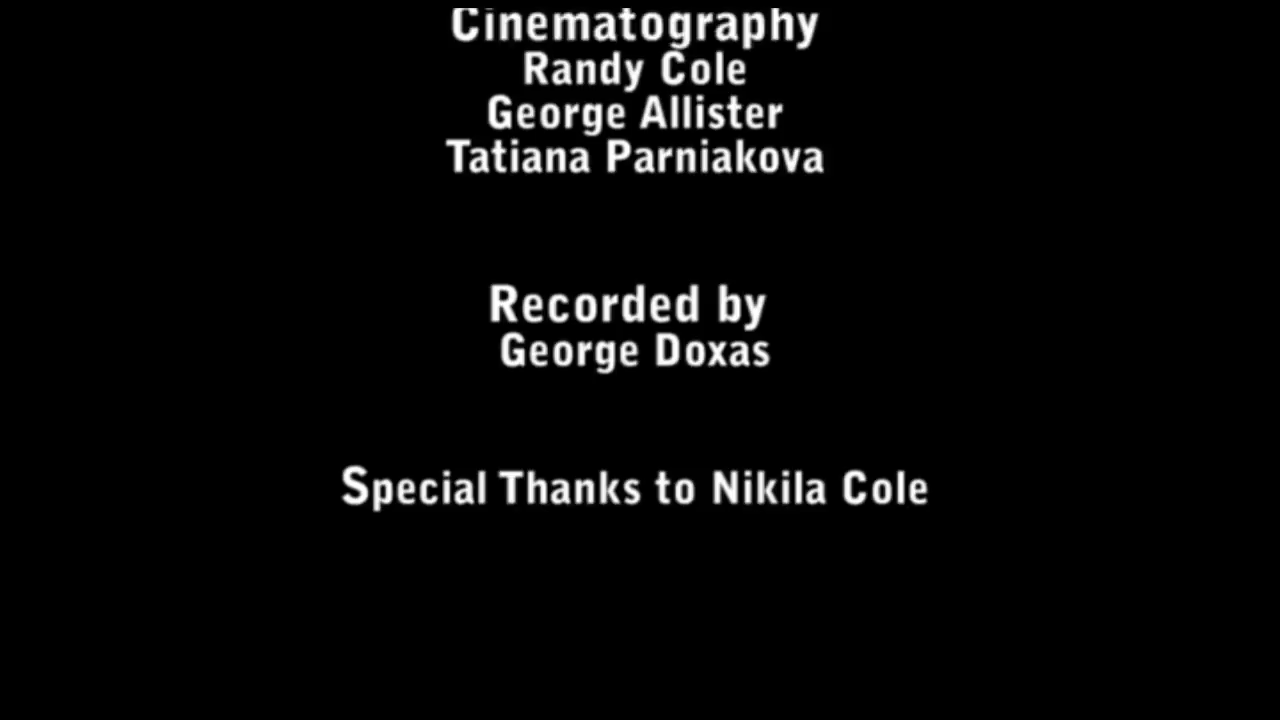 Cinematography
Randy Cole
George Allister
Tatiana Parniakova
Recorded by
George Doxas
Special Thanks to Nikila Cole